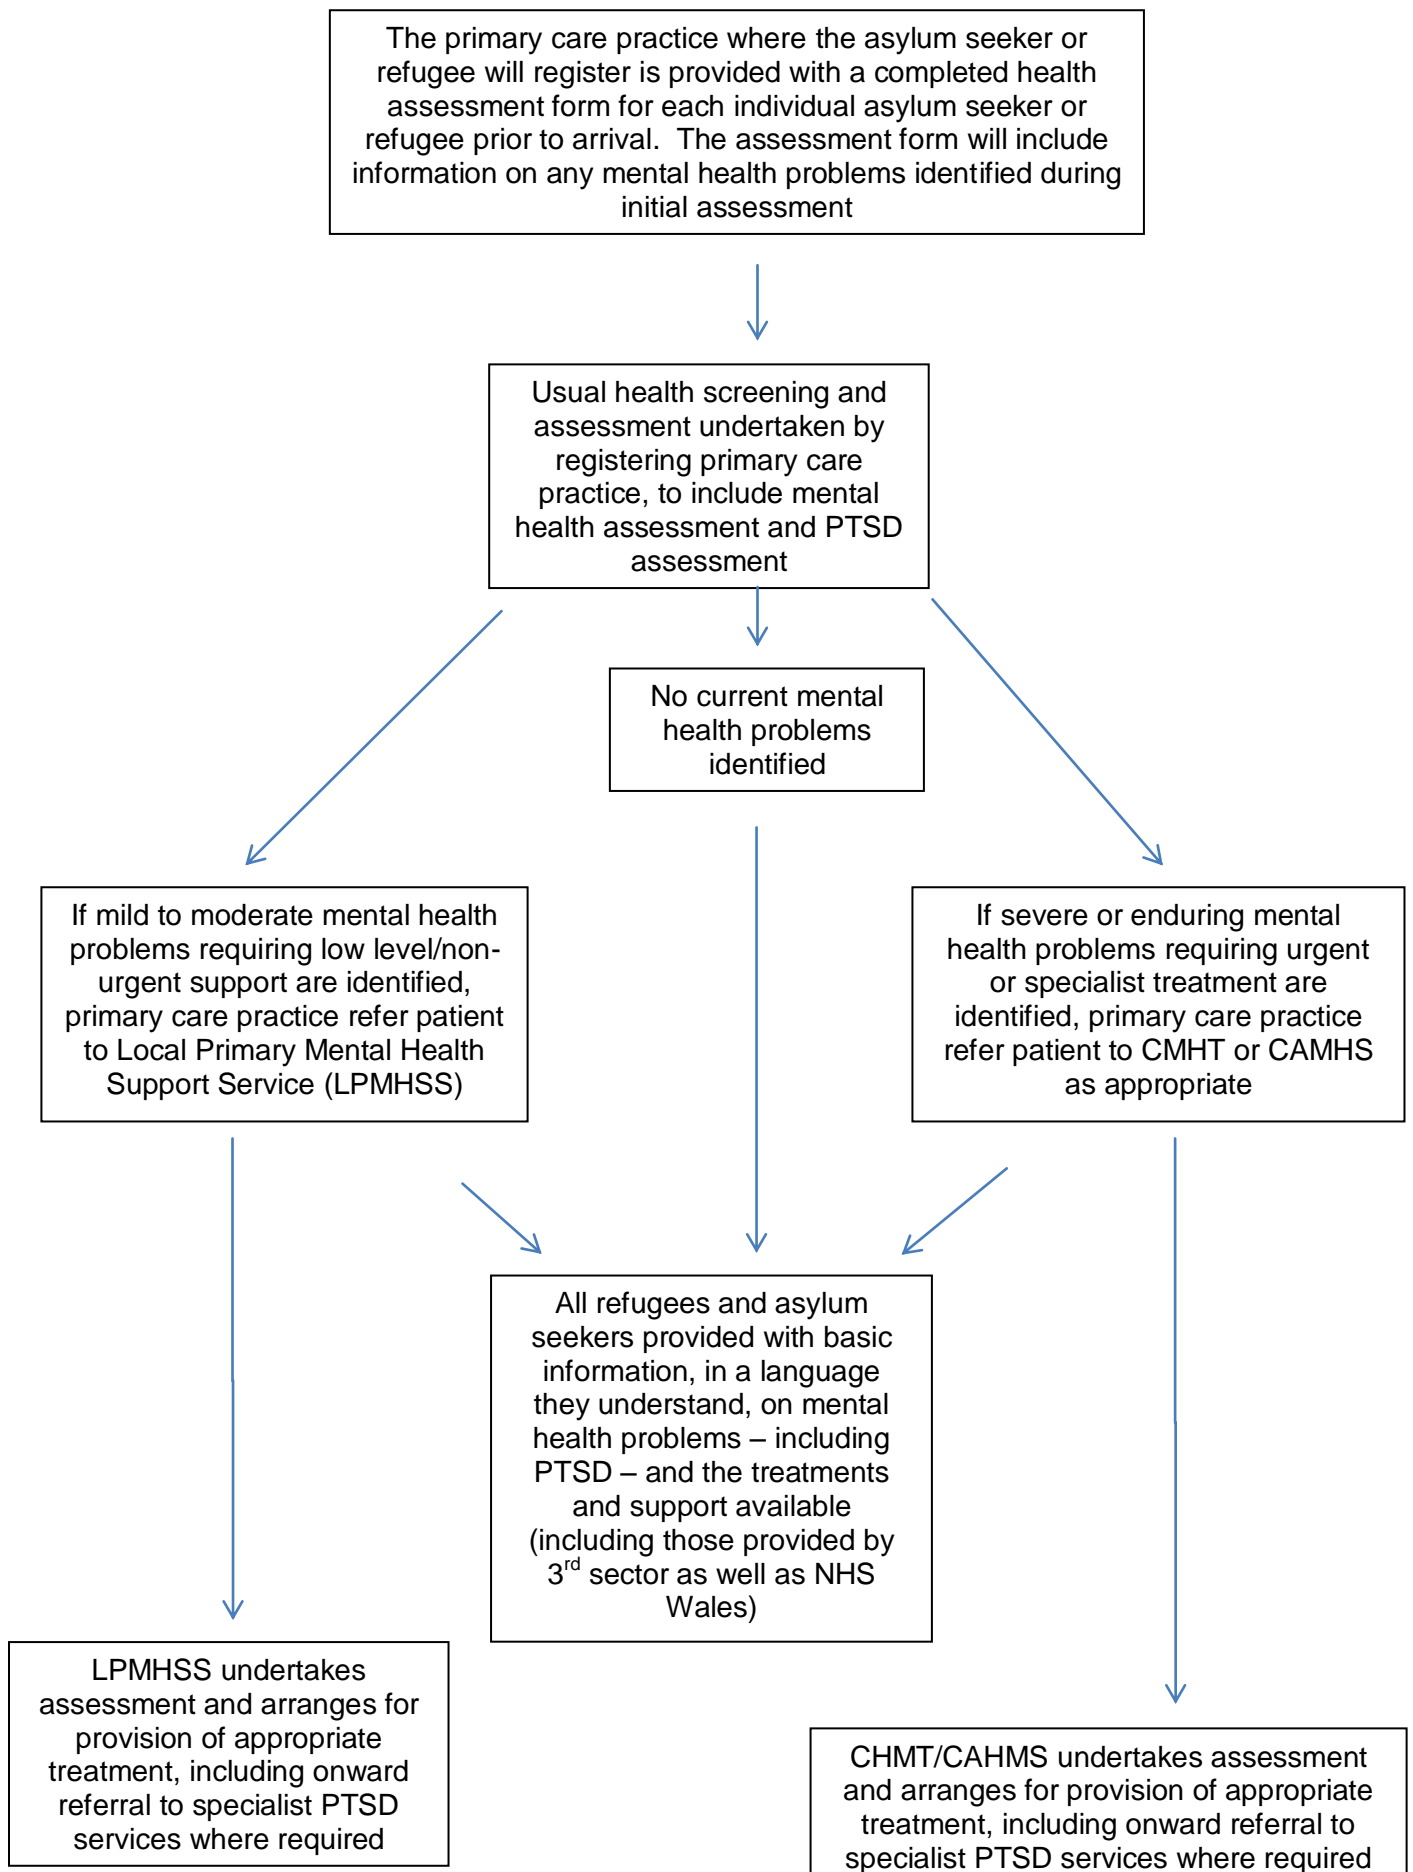 The primary care practice where the asylum seeker or
refugee will register is provided with a completed health
assessment form for each individual asylum seeker or
refugee prior to arrival.  The assessment form will include
information on any mental health problems identified during
initial assessment
Usual health screening and
assessment undertaken by
registering primary care
practice, to include mental
health assessment and PTSD
assessment
No current mental
health problems
identified
If mild to moderate mental health
problems requiring low level/non-
urgent support are identified,
primary care practice refer patient
to Local Primary Mental Health
Support Service (LPMHSS)
If severe or enduring mental
health problems requiring urgent
or specialist treatment are
identified, primary care practice
refer patient to CMHT or CAMHS
as appropriate
All refugees and asylum
seekers provided with basic
information, in a language
they understand, on mental
health problems – including
PTSD – and the treatments
and support available
(including those provided by
3rd sector as well as NHS
Wales)
LPMHSS undertakes
assessment and arranges for
provision of appropriate
treatment, including onward
referral to specialist PTSD
services where required
CHMT/CAHMS undertakes assessment
and arranges for provision of appropriate
treatment, including onward referral to
specialist PTSD services where required